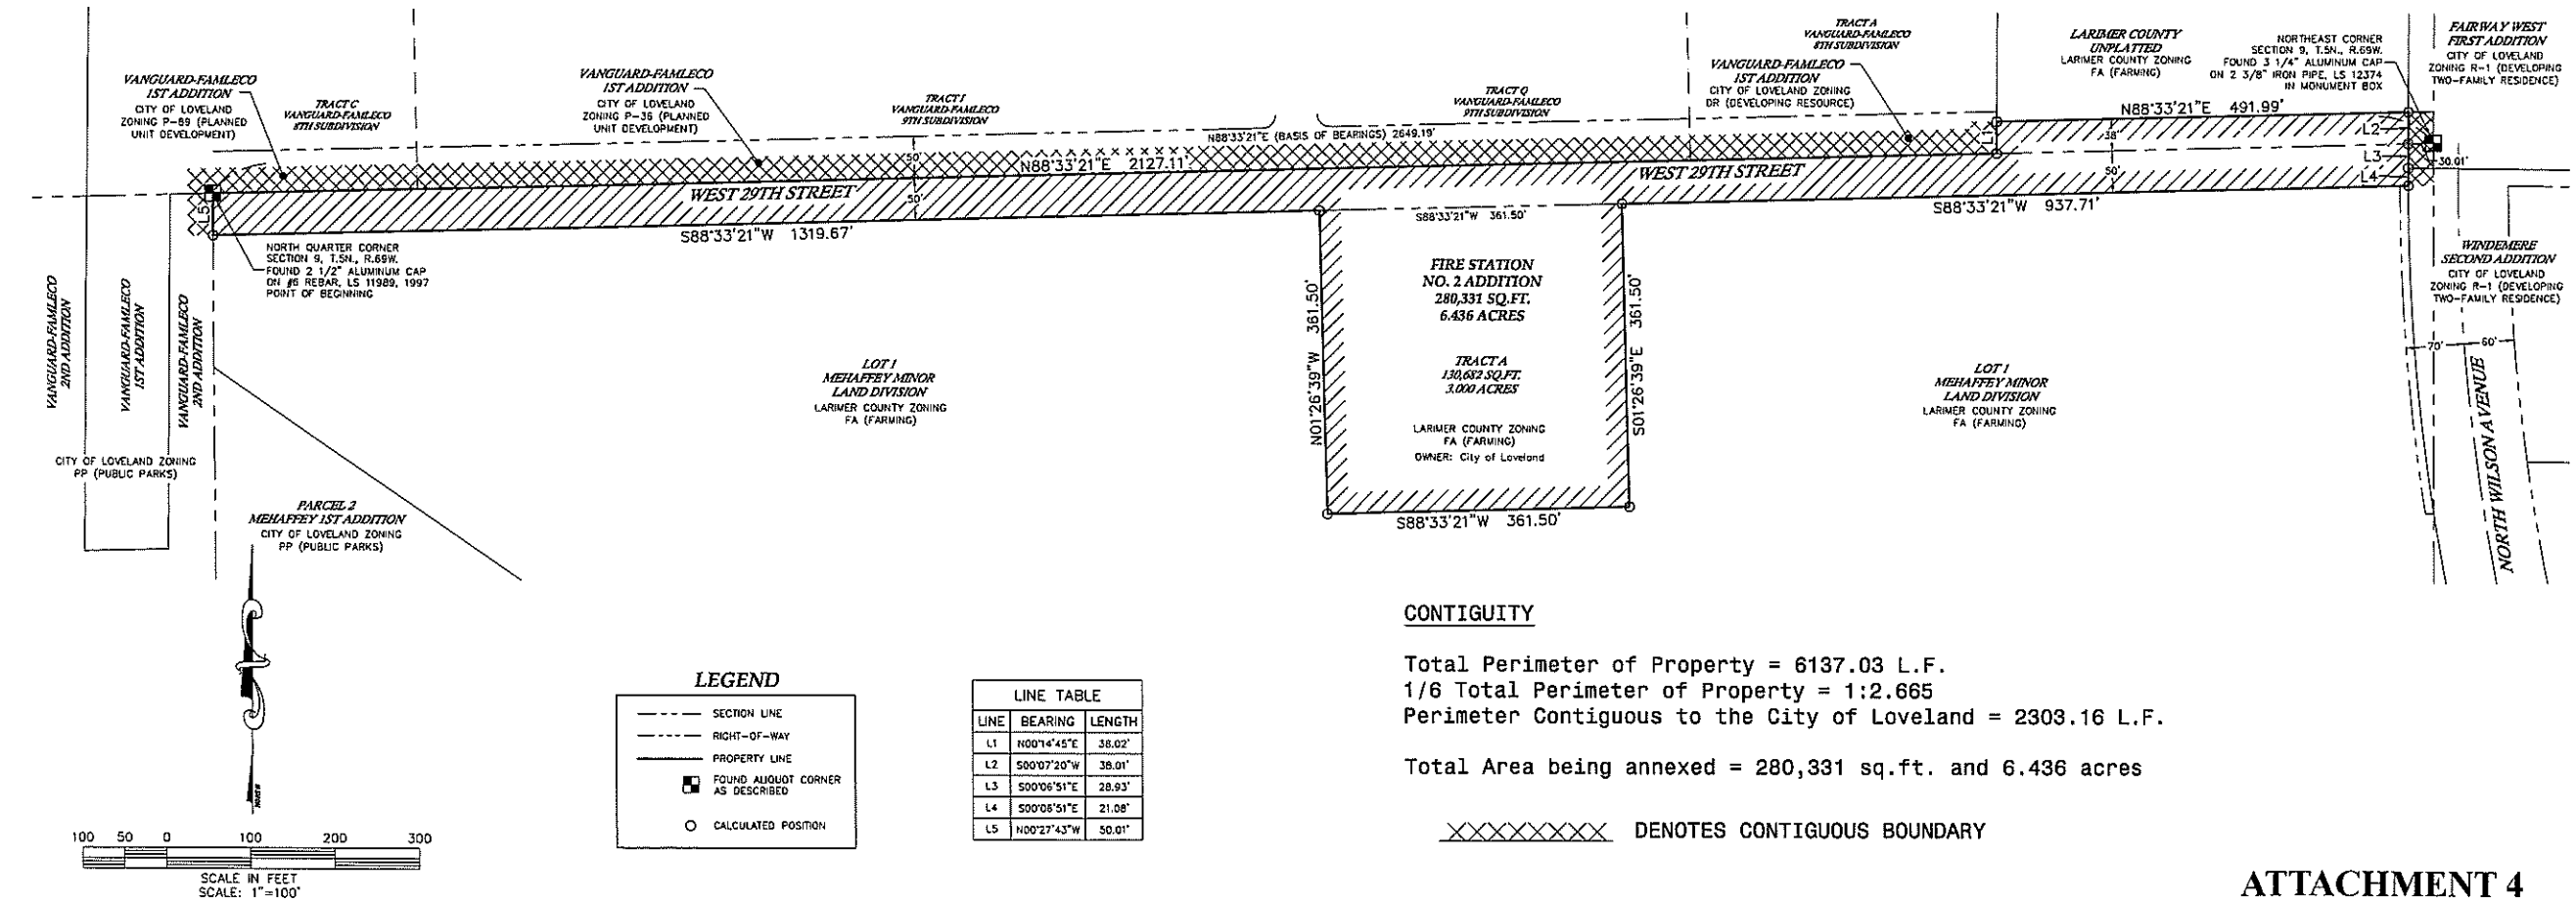 VANGUARD-FAMLECO
1ST ADDITION
CITY OF LOVELAND
ZONING P-69 (PLANNED
UNIT DEVELOPMENT)
TRACT C
VANGUARD-FAMLECO
8TH SUBDIVISION
VANGUARD-FAMLECO
1ST ADDITION
CITY OF LOVELAND
ZONING P-36 (PLANNED
UNIT DEVELOPMENT)
TRACT I
VANGUARD-FAMLECO
9TH SUBDIVISION
TRACT Q
VANGUARD-FAMLECO
9TH SUBDIVISION
TRACT A
VANGUARD-FAMLECO
8TH SUBDIVISION
VANGUARD-FAMLECO
1ST ADDITION
CITY OF LOVELAND ZONING
DR (DEVELOPING RESOURCE)
LARIMER COUNTY
UNPLATTED
LARIMER COUNTY ZONING
FA (FARMING)
NORTHEAST CORNER
SECTION 9, T.5N., R.69W.
FOUND 3 1/4" ALUMINUM CAP
ON 2 3/8" IRON PIPE, LS 12374
IN MONUMENT BOX
FAIRWAY WEST
FIRST ADDITION
CITY OF LOVELAND
ZONING R-1 (DEVELOPING
TWO-FAMILY RESIDENCE)
N88°33'21"E 491.99'
N88°33'21"E (BASIS OF BEARINGS) 2649.19'
N88°33'21"E 2127.11'
50'
50'
L1
38'
50'
L2
L3
L4
30.01'
L5
WEST 29TH STREET
WEST 29TH STREET
S88°33'21"W 1319.67'
S88°33'21"W 361.50'
S88°33'21"W 937.71'
NORTH QUARTER CORNER
SECTION 9, T.5N., R.69W.
FOUND 2 1/2" ALUMINUM CAP
ON #6 REBAR, LS 11989, 1997
POINT OF BEGINNING
VANGUARD-FAMLECO
2ND ADDITION
VANGUARD-FAMLECO
1ST ADDITION
VANGUARD-FAMLECO
2ND ADDITION
CITY OF LOVELAND ZONING
PP (PUBLIC PARKS)
PARCEL 2
MEHAFFEY 1ST ADDITION
CITY OF LOVELAND ZONING
PP (PUBLIC PARKS)
LOT 1
MEHAFFEY MINOR
LAND DIVISION
LARIMER COUNTY ZONING
FA (FARMING)
N01°26'39"W 361.50'
FIRE STATION
NO. 2 ADDITION
280,331 SQ.FT.
6.436 ACRES
TRACT A
130,682 SQ.FT.
3.000 ACRES
LARIMER COUNTY ZONING
FA (FARMING)
OWNER: City of Loveland
S01°26'39"E 361.50'
S88°33'21"W 361.50'
LOT 1
MEHAFFEY MINOR
LAND DIVISION
LARIMER COUNTY ZONING
FA (FARMING)
WINDEMERE
SECOND ADDITION
CITY OF LOVELAND
ZONING R-1 (DEVELOPING
TWO-FAMILY RESIDENCE)
70'
60'
NORTH WILSON AVENUE
NORTH
100 50 0 100 200 300
SCALE IN FEET
SCALE: 1"=100'
LEGEND
SECTION LINE
RIGHT-OF-WAY
PROPERTY LINE
FOUND ALIQUOT CORNER
AS DESCRIBED
CALCULATED POSITION
LINE TABLE
LINE BEARING LENGTH
L1 N00°14'45"E 38.02'
L2 S00°07'20"W 38.01'
L3 S00°06'51"E 28.93'
L4 S00°06'51"E 21.08'
L5 N00°27'43"W 50.01'
CONTIGUITY
Total Perimeter of Property = 6137.03 L.F.
1/6 Total Perimeter of Property = 1:2.665
Perimeter Contiguous to the City of Loveland = 2303.16 L.F.
Total Area being annexed = 280,331 sq.ft. and 6.436 acres
DENOTES CONTIGUOUS BOUNDARY
ATTACHMENT 4